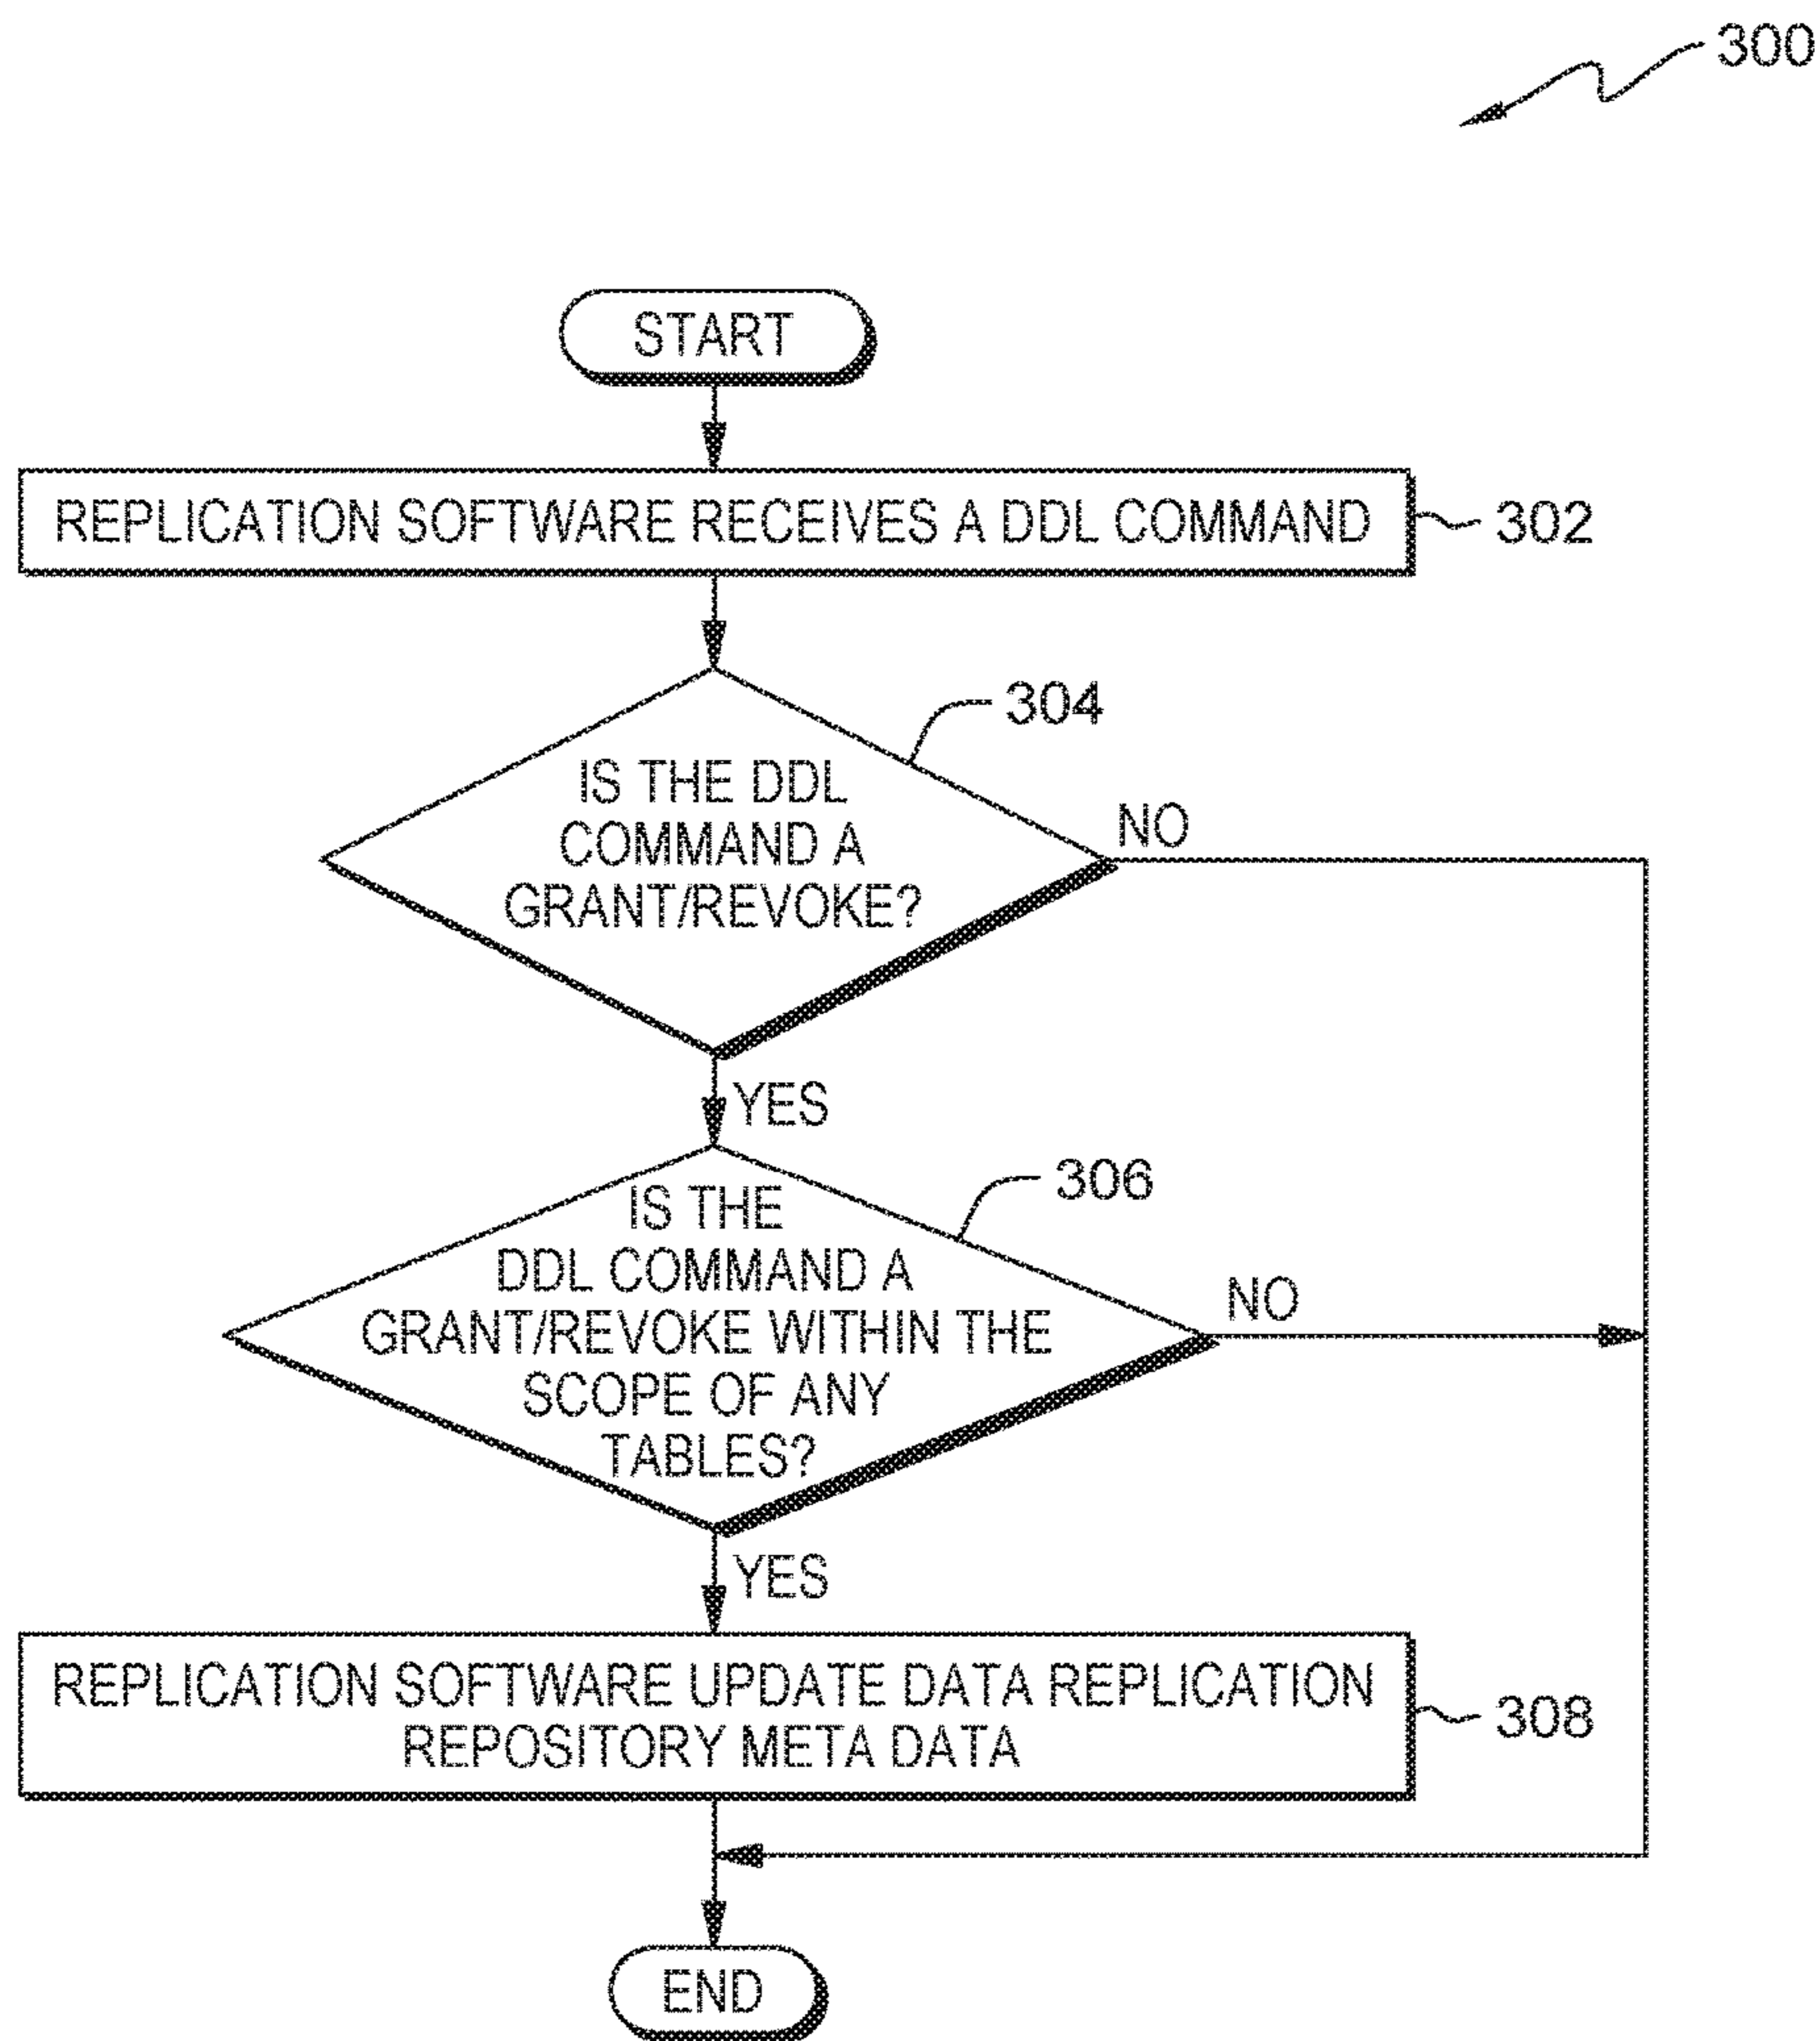 300
START
REPLICATION SOFTWARE RECEIVES A DDL COMMAND
302
304
IS THE DDL
COMMAND A
GRANT/REVOKE?
NO
YES
306
IS THE
DDL COMMAND A
GRANT/REVOKE WITHIN THE
SCOPE OF ANY
TABLES?
NO
YES
REPLICATION SOFTWARE UPDATE DATA REPLICATION
REPOSITORY META DATA
308
END